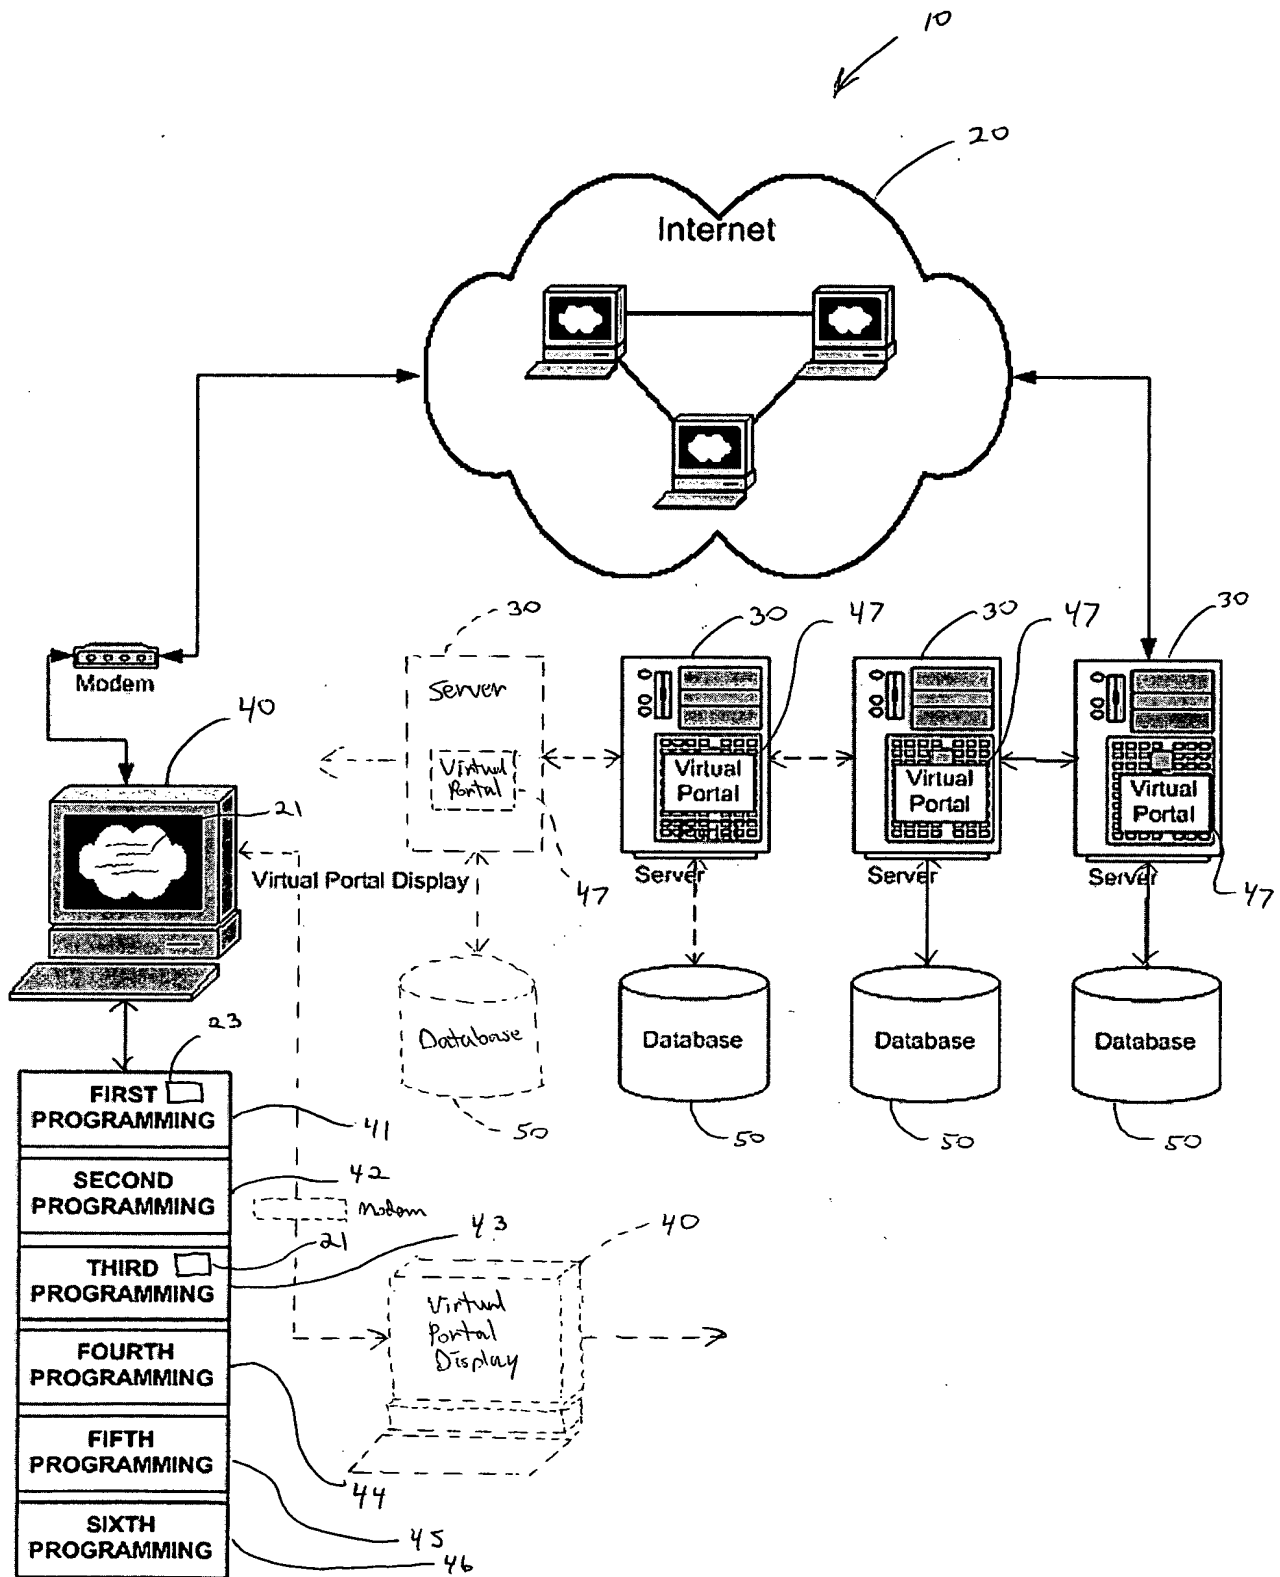 10
20
Internet
30
30
47
30
47
30
Modem
40
Server
Virtual
Portal
Virtual
Portal
Virtual
Portal
Virtual
Portal
21
Virtual Portal Display
47
Server
Server
Server
47
23
Database
Database
Database
Database
FIRST
PROGRAMMING
41
50
50
50
50
SECOND
PROGRAMMING
42
Modem
43
40
21
THIRD
PROGRAMMING
Virtual
Portal
Display
FOURTH
PROGRAMMING
44
FIFTH
PROGRAMMING
45
SIXTH
PROGRAMMING
46